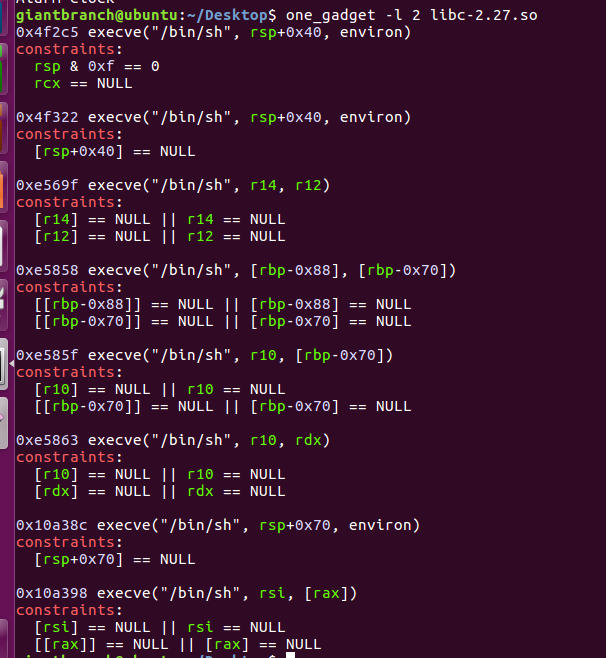 Alarm clock
giantbranch@ubuntu:~/Desktop$ one_gadget -l 2 libc-2.27.so
0x4f2c5 execve("/bin/sh", rsp+0x40, environ)
constraints:
  rsp & 0xf == 0
  rcx == NULL

0x4f322 execve("/bin/sh", rsp+0x40, environ)
constraints:
  [rsp+0x40] == NULL

0xe569f execve("/bin/sh", r14, r12)
constraints:
  [r14] == NULL || r14 == NULL
  [r12] == NULL || r12 == NULL

0xe5858 execve("/bin/sh", [rbp-0x88], [rbp-0x70])
constraints:
  [[rbp-0x88]] == NULL || [rbp-0x88] == NULL
  [[rbp-0x70]] == NULL || [rbp-0x70] == NULL

0xe585f execve("/bin/sh", r10, [rbp-0x70])
constraints:
  [r10] == NULL || r10 == NULL
  [[rbp-0x70]] == NULL || [rbp-0x70] == NULL

0xe5863 execve("/bin/sh", r10, rdx)
constraints:
  [r10] == NULL || r10 == NULL
  [rdx] == NULL || rdx == NULL

0x10a38c execve("/bin/sh", rsp+0x70, environ)
constraints:
  [rsp+0x70] == NULL

0x10a398 execve("/bin/sh", rsi, [rax])
constraints:
  [rsi] == NULL || rsi == NULL
  [[rax]] == NULL || [rax] == NULL
giantbranch@ubuntu:~/Desktop$